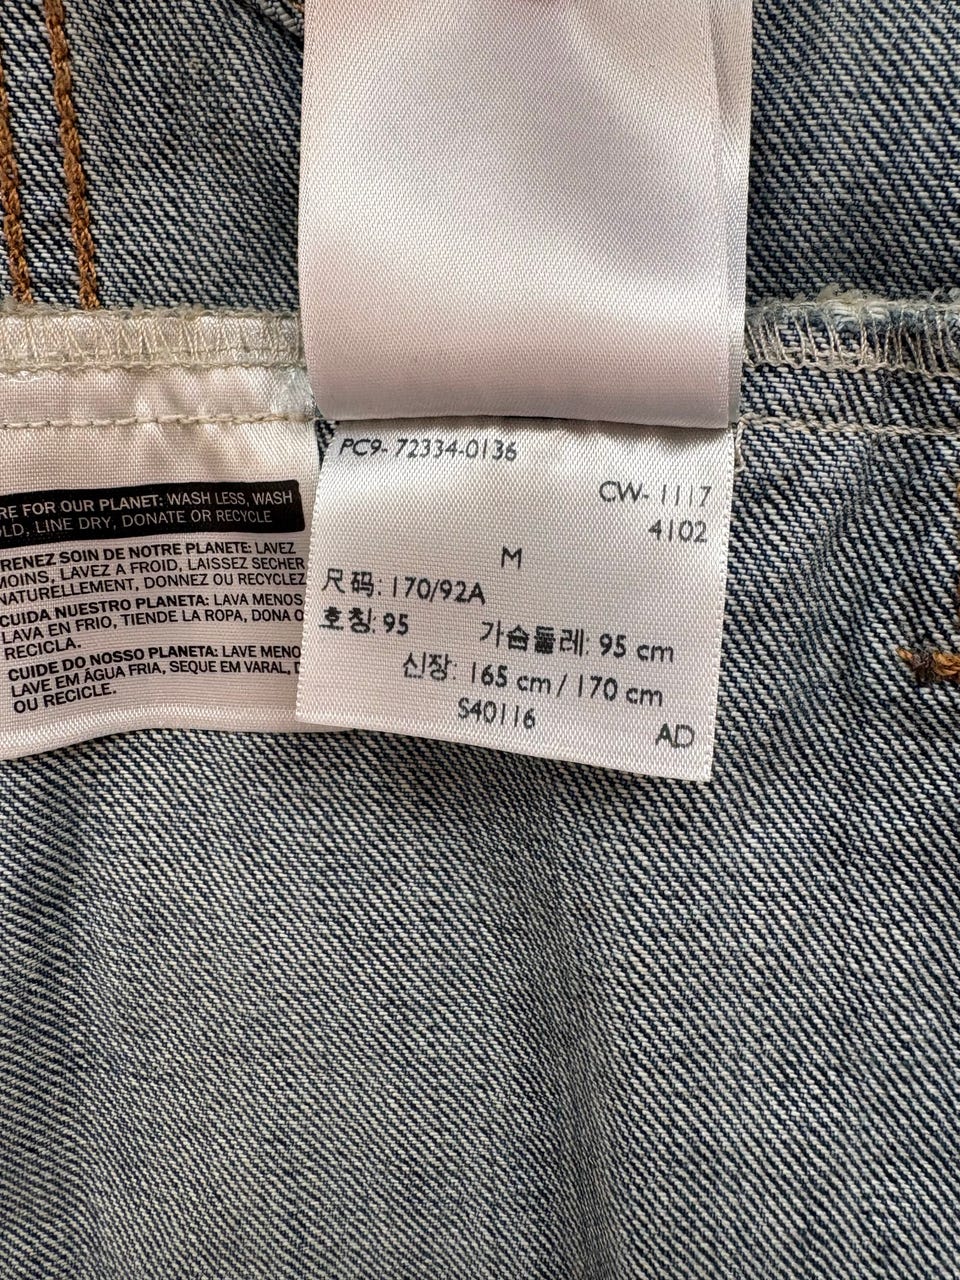 RE FOR OUR PLANET: WASH LESS, WASH
OLD, LINE DRY, DONATE OR RECYCLE
RENEZ SOIN DE NOTRE PLANETE: LAVEZ
MOINS, LAVEZ A FROID, LAISSEZ SECHER
NATURELLEMENT, DONNEZ OU RECYCLEZ
CUIDA NUESTRO PLANETA: LAVA MENOS,
LAVA EN FRIO, TIENDE LA ROPA, DONA O
RECICLA.
CUIDE DO NOSSO PLANETA: LAVE MENO
LAVE EM ÁGUA FRIA, SEQUE EM VARAL, D
OU RECICLE.
PC9-72334-0136
CW- 1117
4102
M
尺码: 170/92A
호칭: 95 가슴둘레: 95 cm
신장: 165 cm / 170 cm
S40116
AD